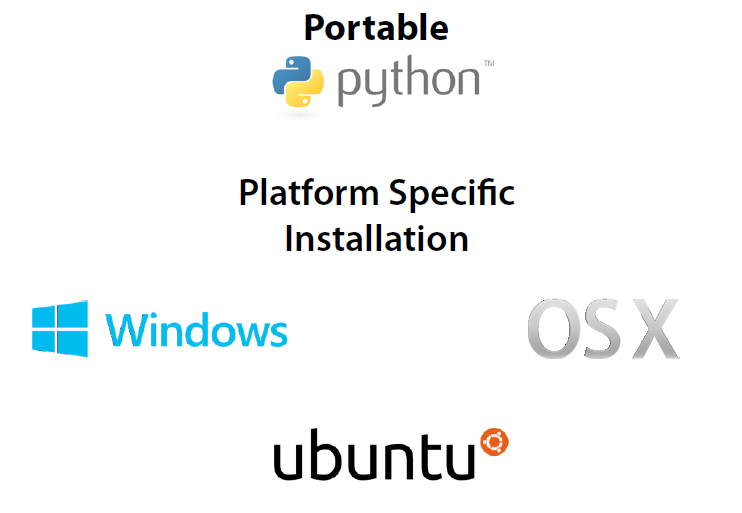 Portable
python™
Platform Specific
Installation
Windows
OS X
ubuntu